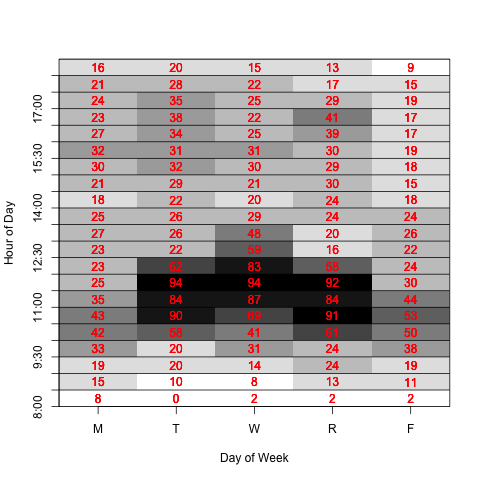 16 20 15 13 9
21 28 22 17 15
24 35 25 29 19
17:00
23 38 22 41 17
27 34 25 39 17
32 31 31 30 19
15:30
30 32 30 29 18
21 29 21 30 15
18 22 20 24 18
14:00
25 26 29 24 24
27 26 48 20 26
23 22 59 16 22
12:30
23 62 83 58 24
25 94 94 92 30
35 84 87 84 44
11:00
43 90 69 91 53
42 58 41 61 50
33 20 31 24 38
9:30
19 20 14 24 19
15 10 8 13 11
8 0 2 2 2
8:00
M T W R F
Day of Week
Hour of Day